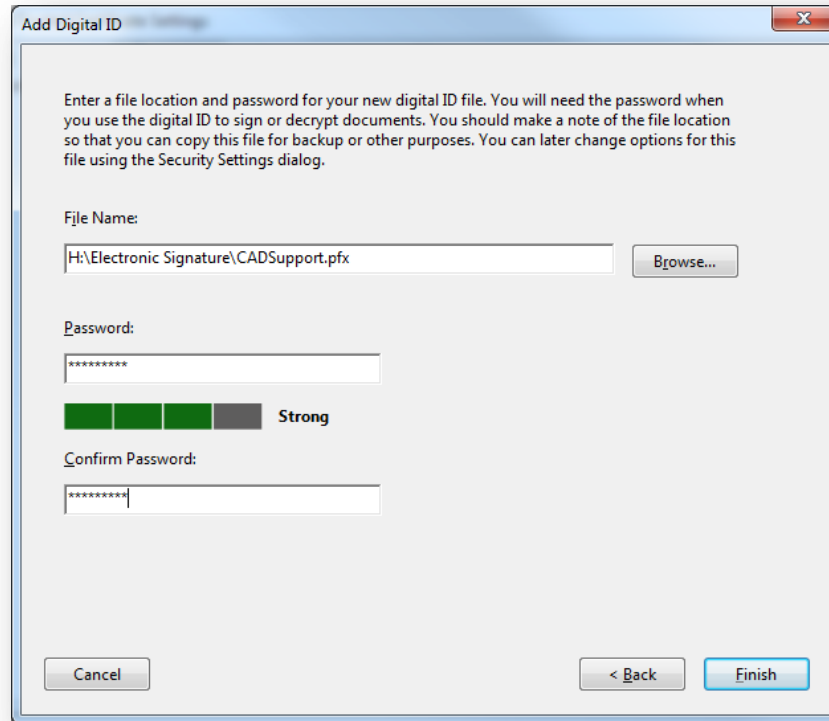 Add Digital ID
Enter a file location and password for your new digital ID file. You will need the password when
you use the digital ID to sign or decrypt documents. You should make a note of the file location
so that you can copy this file for backup or other purposes. You can later change options for this
file using the Security Settings dialog.
File Name:
H:\Electronic Signature\CADSupport.pfx
Browse...
Password:
*********
Strong
Confirm Password:
*********
Cancel
< Back
Finish